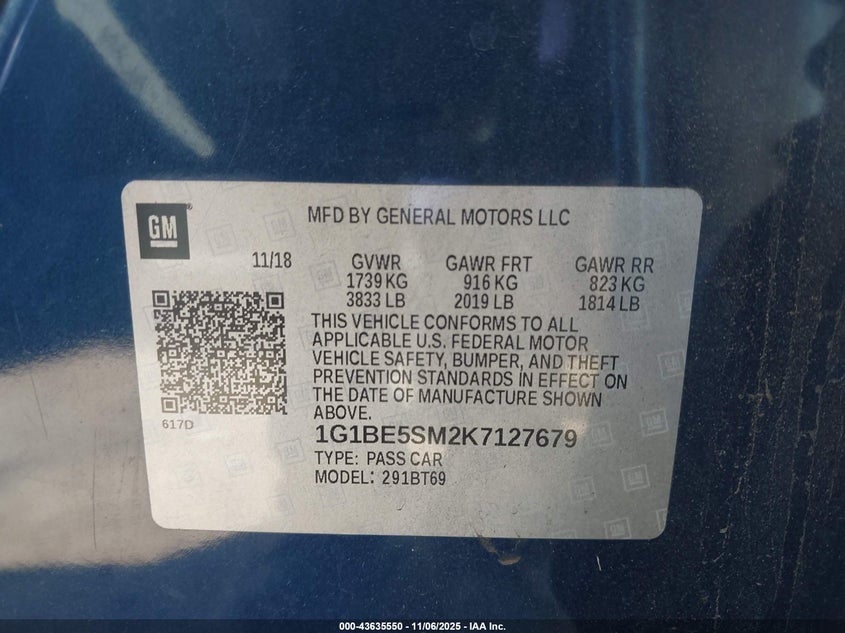 GM
MFD BY GENERAL MOTORS LLC
11/18 GVWR GAWR FRT GAWR RR
1739 KG 916 KG 823 KG
3833 LB 2019 LB 1814 LB
THIS VEHICLE CONFORMS TO ALL
APPLICABLE U.S. FEDERAL MOTOR
VEHICLE SAFETY, BUMPER, AND THEFT
PREVENTION STANDARDS IN EFFECT ON
THE DATE OF MANUFACTURE SHOWN
ABOVE.
617D
1G1BE5SM2K7127679
TYPE: PASS CAR
MODEL: 291BT69
000-43635550 - 11/06/2025 - IAA Inc.